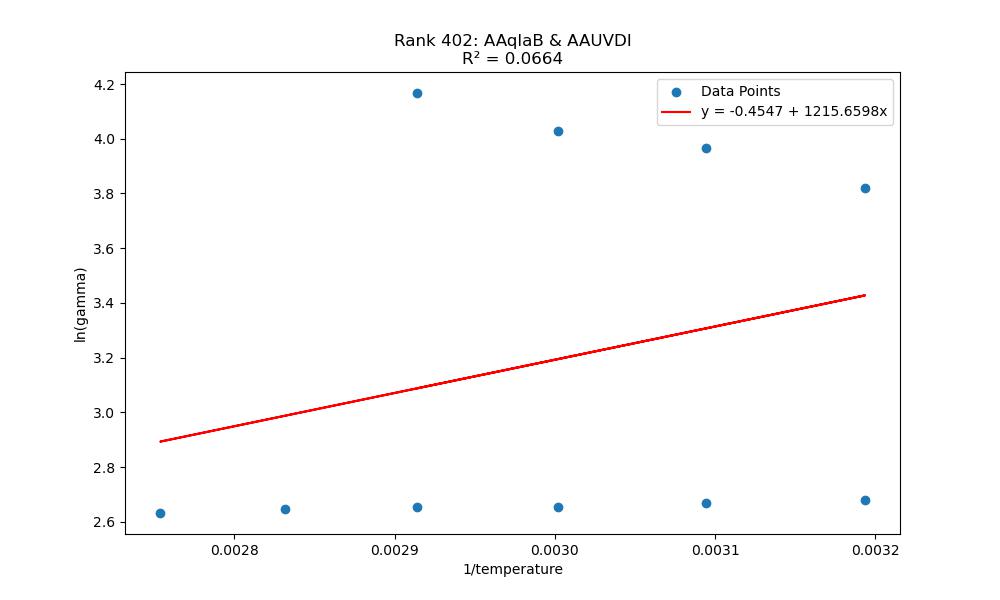 Rank 402: AAqlaB & AAUVDI
R² = 0.0664
Data Points
y = -0.4547 + 1215.6598x
ln(gamma)
4.2
4.0
3.8
3.6
3.4
3.2
3.0
2.8
2.6
0.0028 0.0029 0.0030 0.0031 0.0032
1/temperature